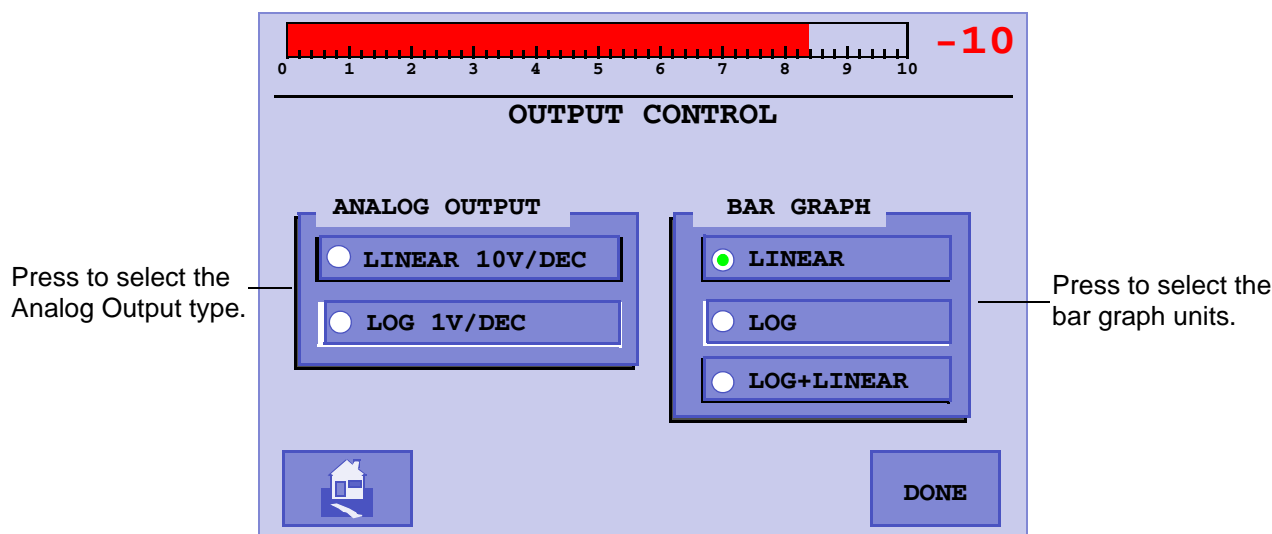 -10
0 1 2 3 4 5 6 7 8 9 10
OUTPUT CONTROL
ANALOG OUTPUT
LINEAR 10V/DEC
LOG 1V/DEC
BAR GRAPH
LINEAR
LOG
LOG+LINEAR
Press to select the
Analog Output type.
Press to select the
bar graph units.
DONE